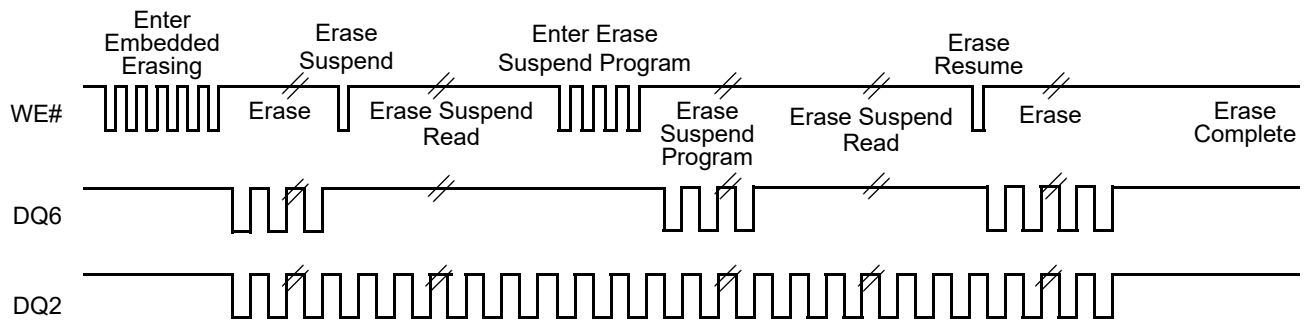 Enter
Embedded
Erasing
Erase
Suspend
Enter Erase
Suspend Program
Erase
Resume
WE#
Erase
Erase Suspend
Read
Erase
Suspend
Program
Erase Suspend
Read
Erase
Erase
Complete
DQ6
DQ2